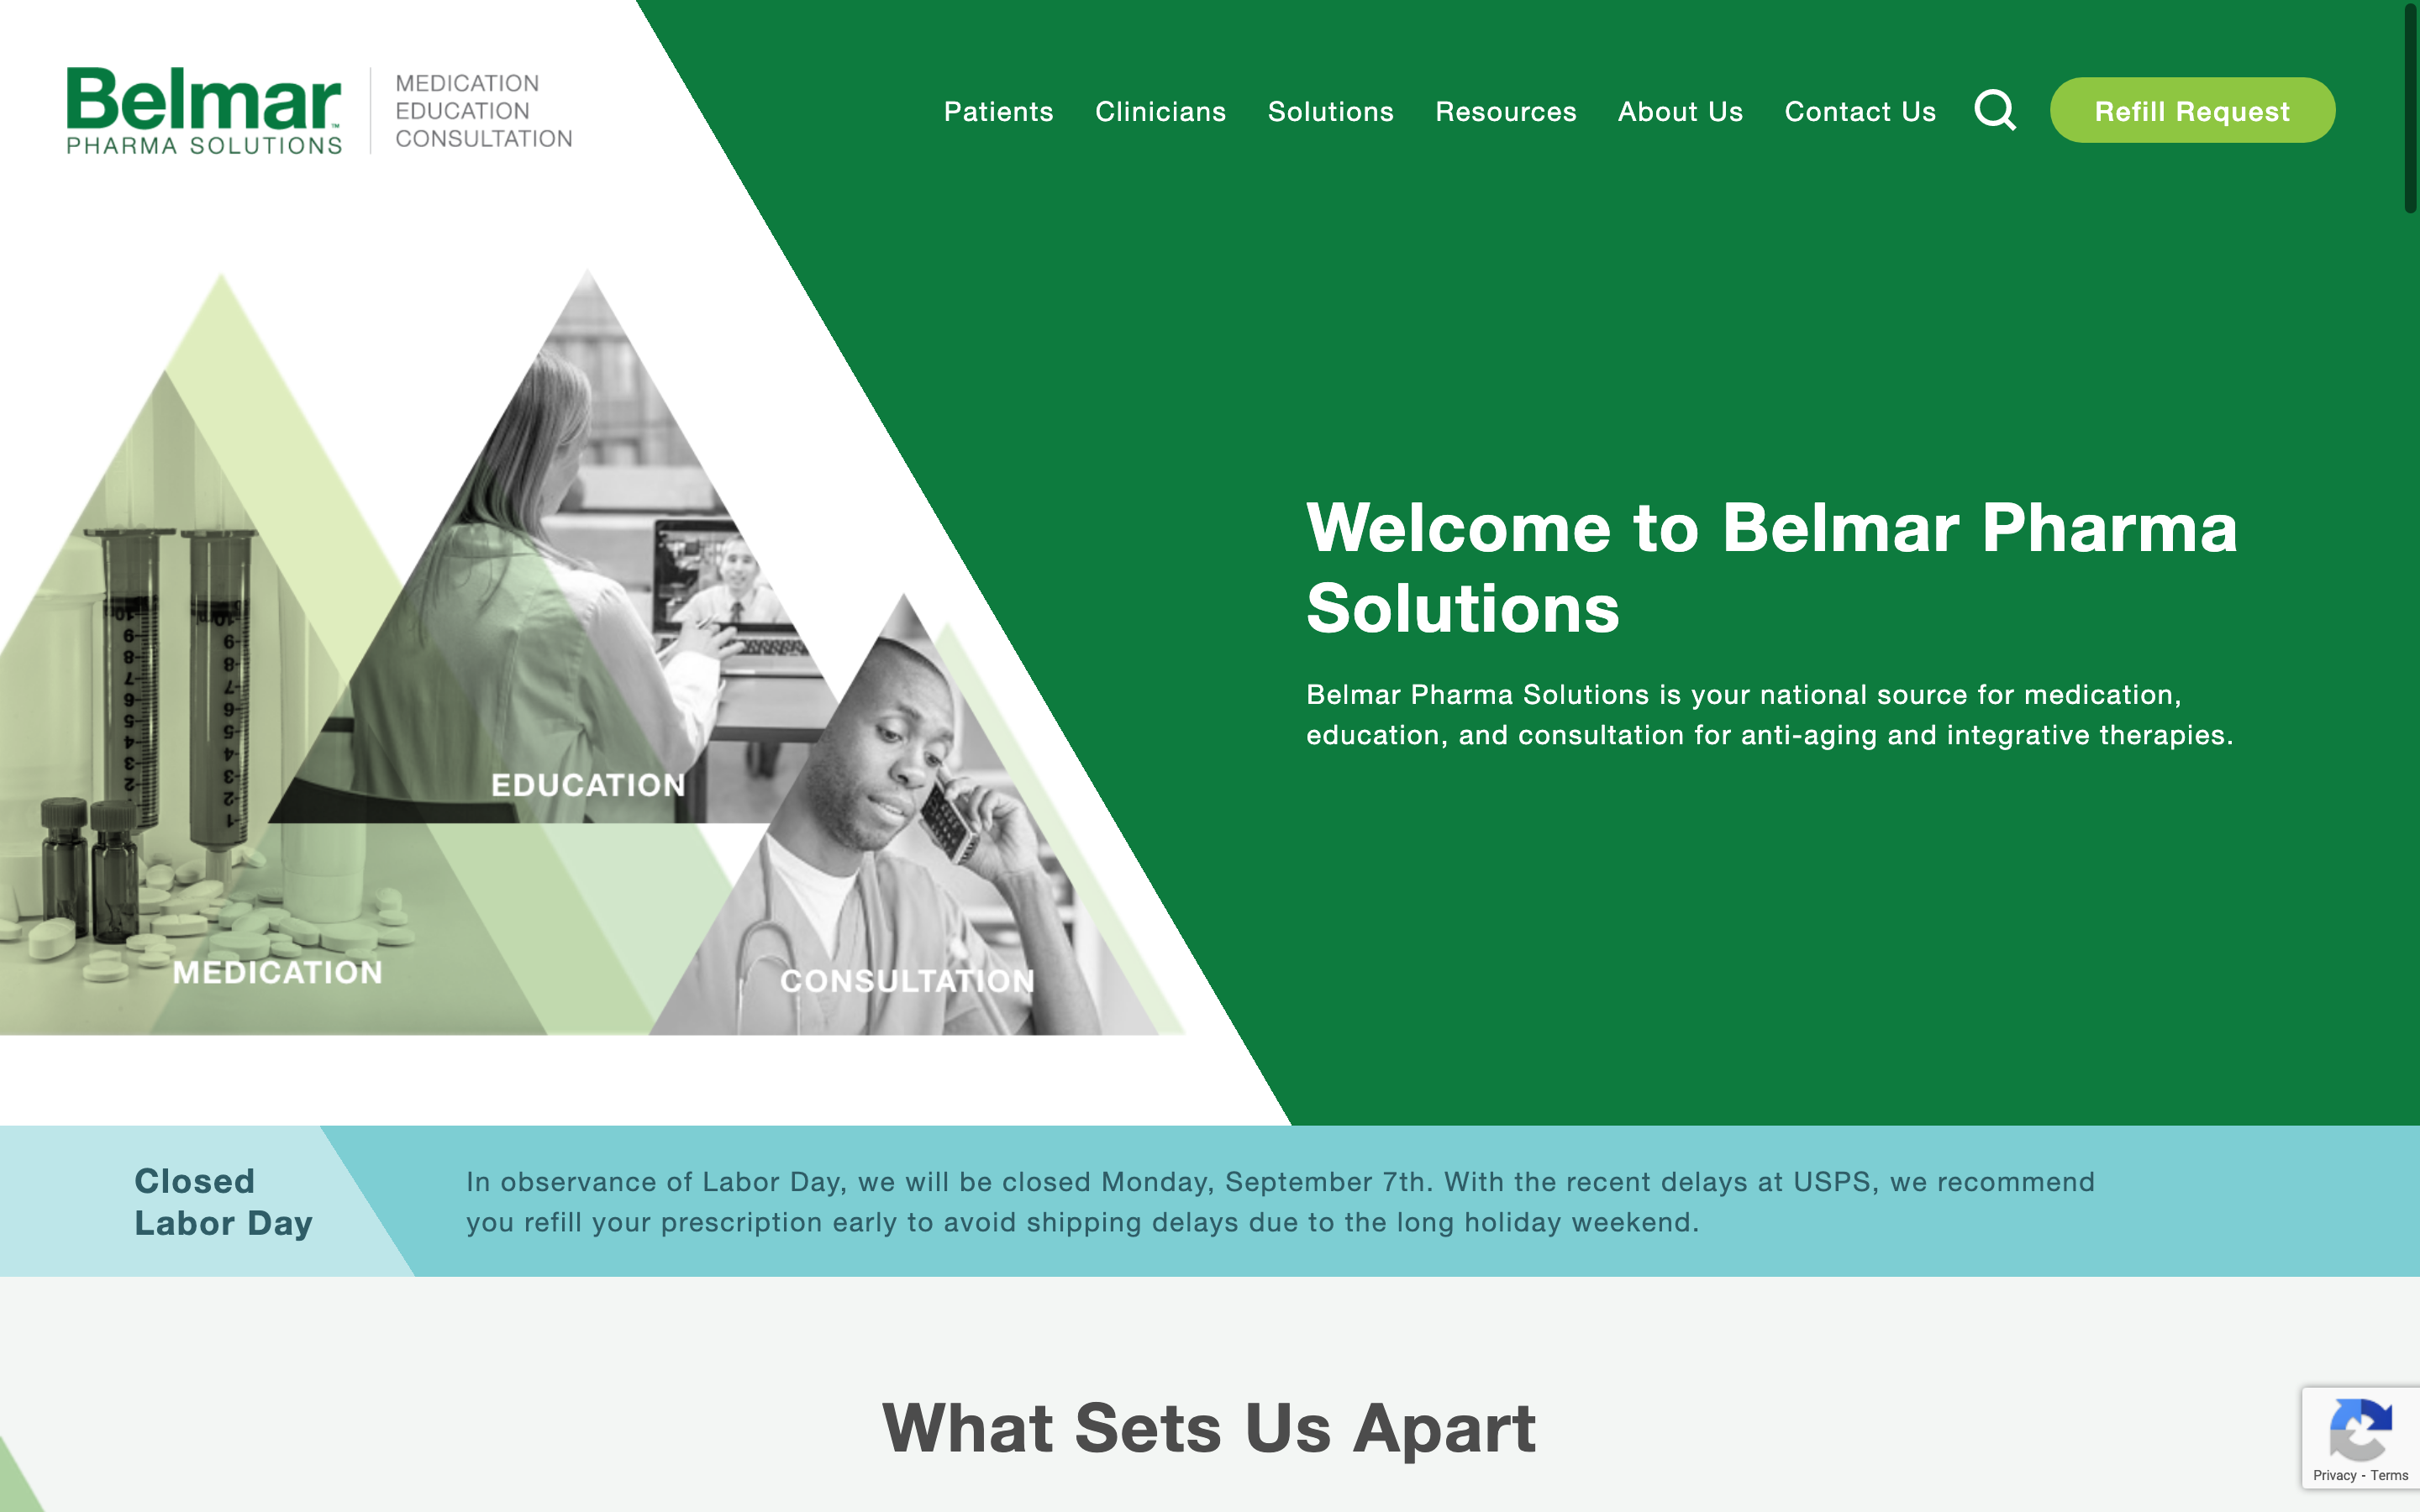 Belmar™
PHARMA SOLUTIONS
MEDICATION
EDUCATION
CONSULTATION
Patients
Clinicians
Solutions
Resources
About Us
Contact Us
Refill Request
Welcome to Belmar Pharma
Solutions
Belmar Pharma Solutions is your national source for medication,
education, and consultation for anti-aging and integrative therapies.
EDUCATION
MEDICATION
CONSULTATION
Closed
Labor Day
In observance of Labor Day, we will be closed Monday, September 7th. With the recent delays at USPS, we recommend
you refill your prescription early to avoid shipping delays due to the long holiday weekend.
What Sets Us Apart
Privacy - Terms